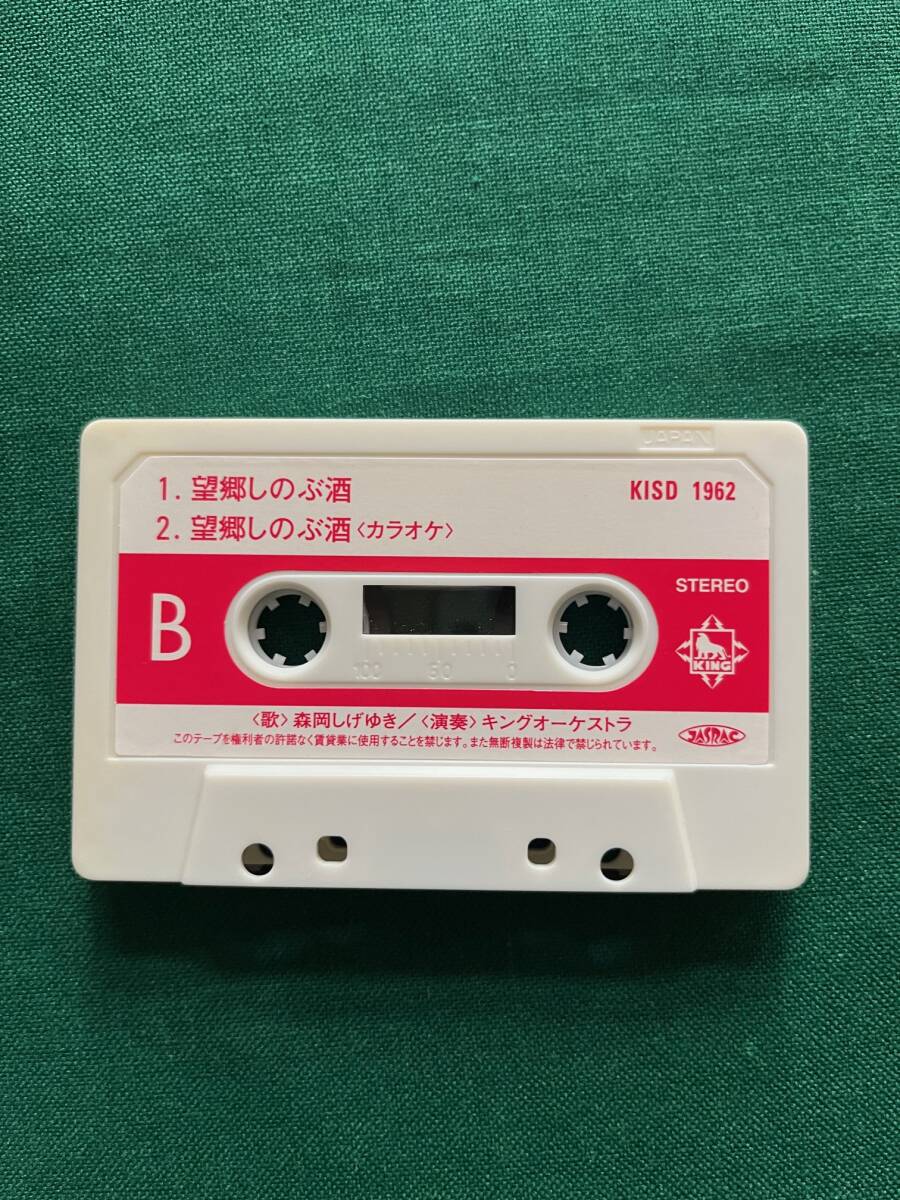 JAPAN
1. 望郷しのぶ酒
KISD 1962
2. 望郷しのぶ酒〈カラオケ〉
B
STEREO
KING
100 50 0
〈歌〉森岡しげゆき／〈演奏〉キングオーケストラ
このテープを権利者の許諾なく賃貸業に使用することを禁じます。また無断複製は法律で禁じられています。
JASRAC